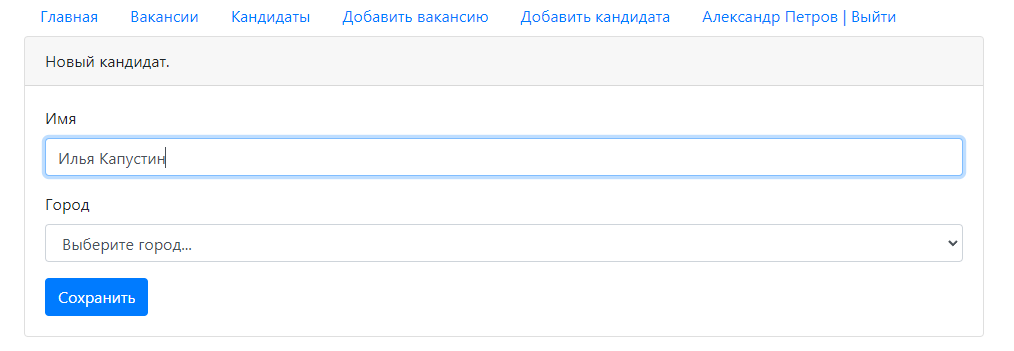 Главная Вакансии Кандидаты Добавить вакансию Добавить кандидата Александр Петров | Выйти
Новый кандидат.
Имя
Илья Капустин
Город
Выберите город...
Сохранить